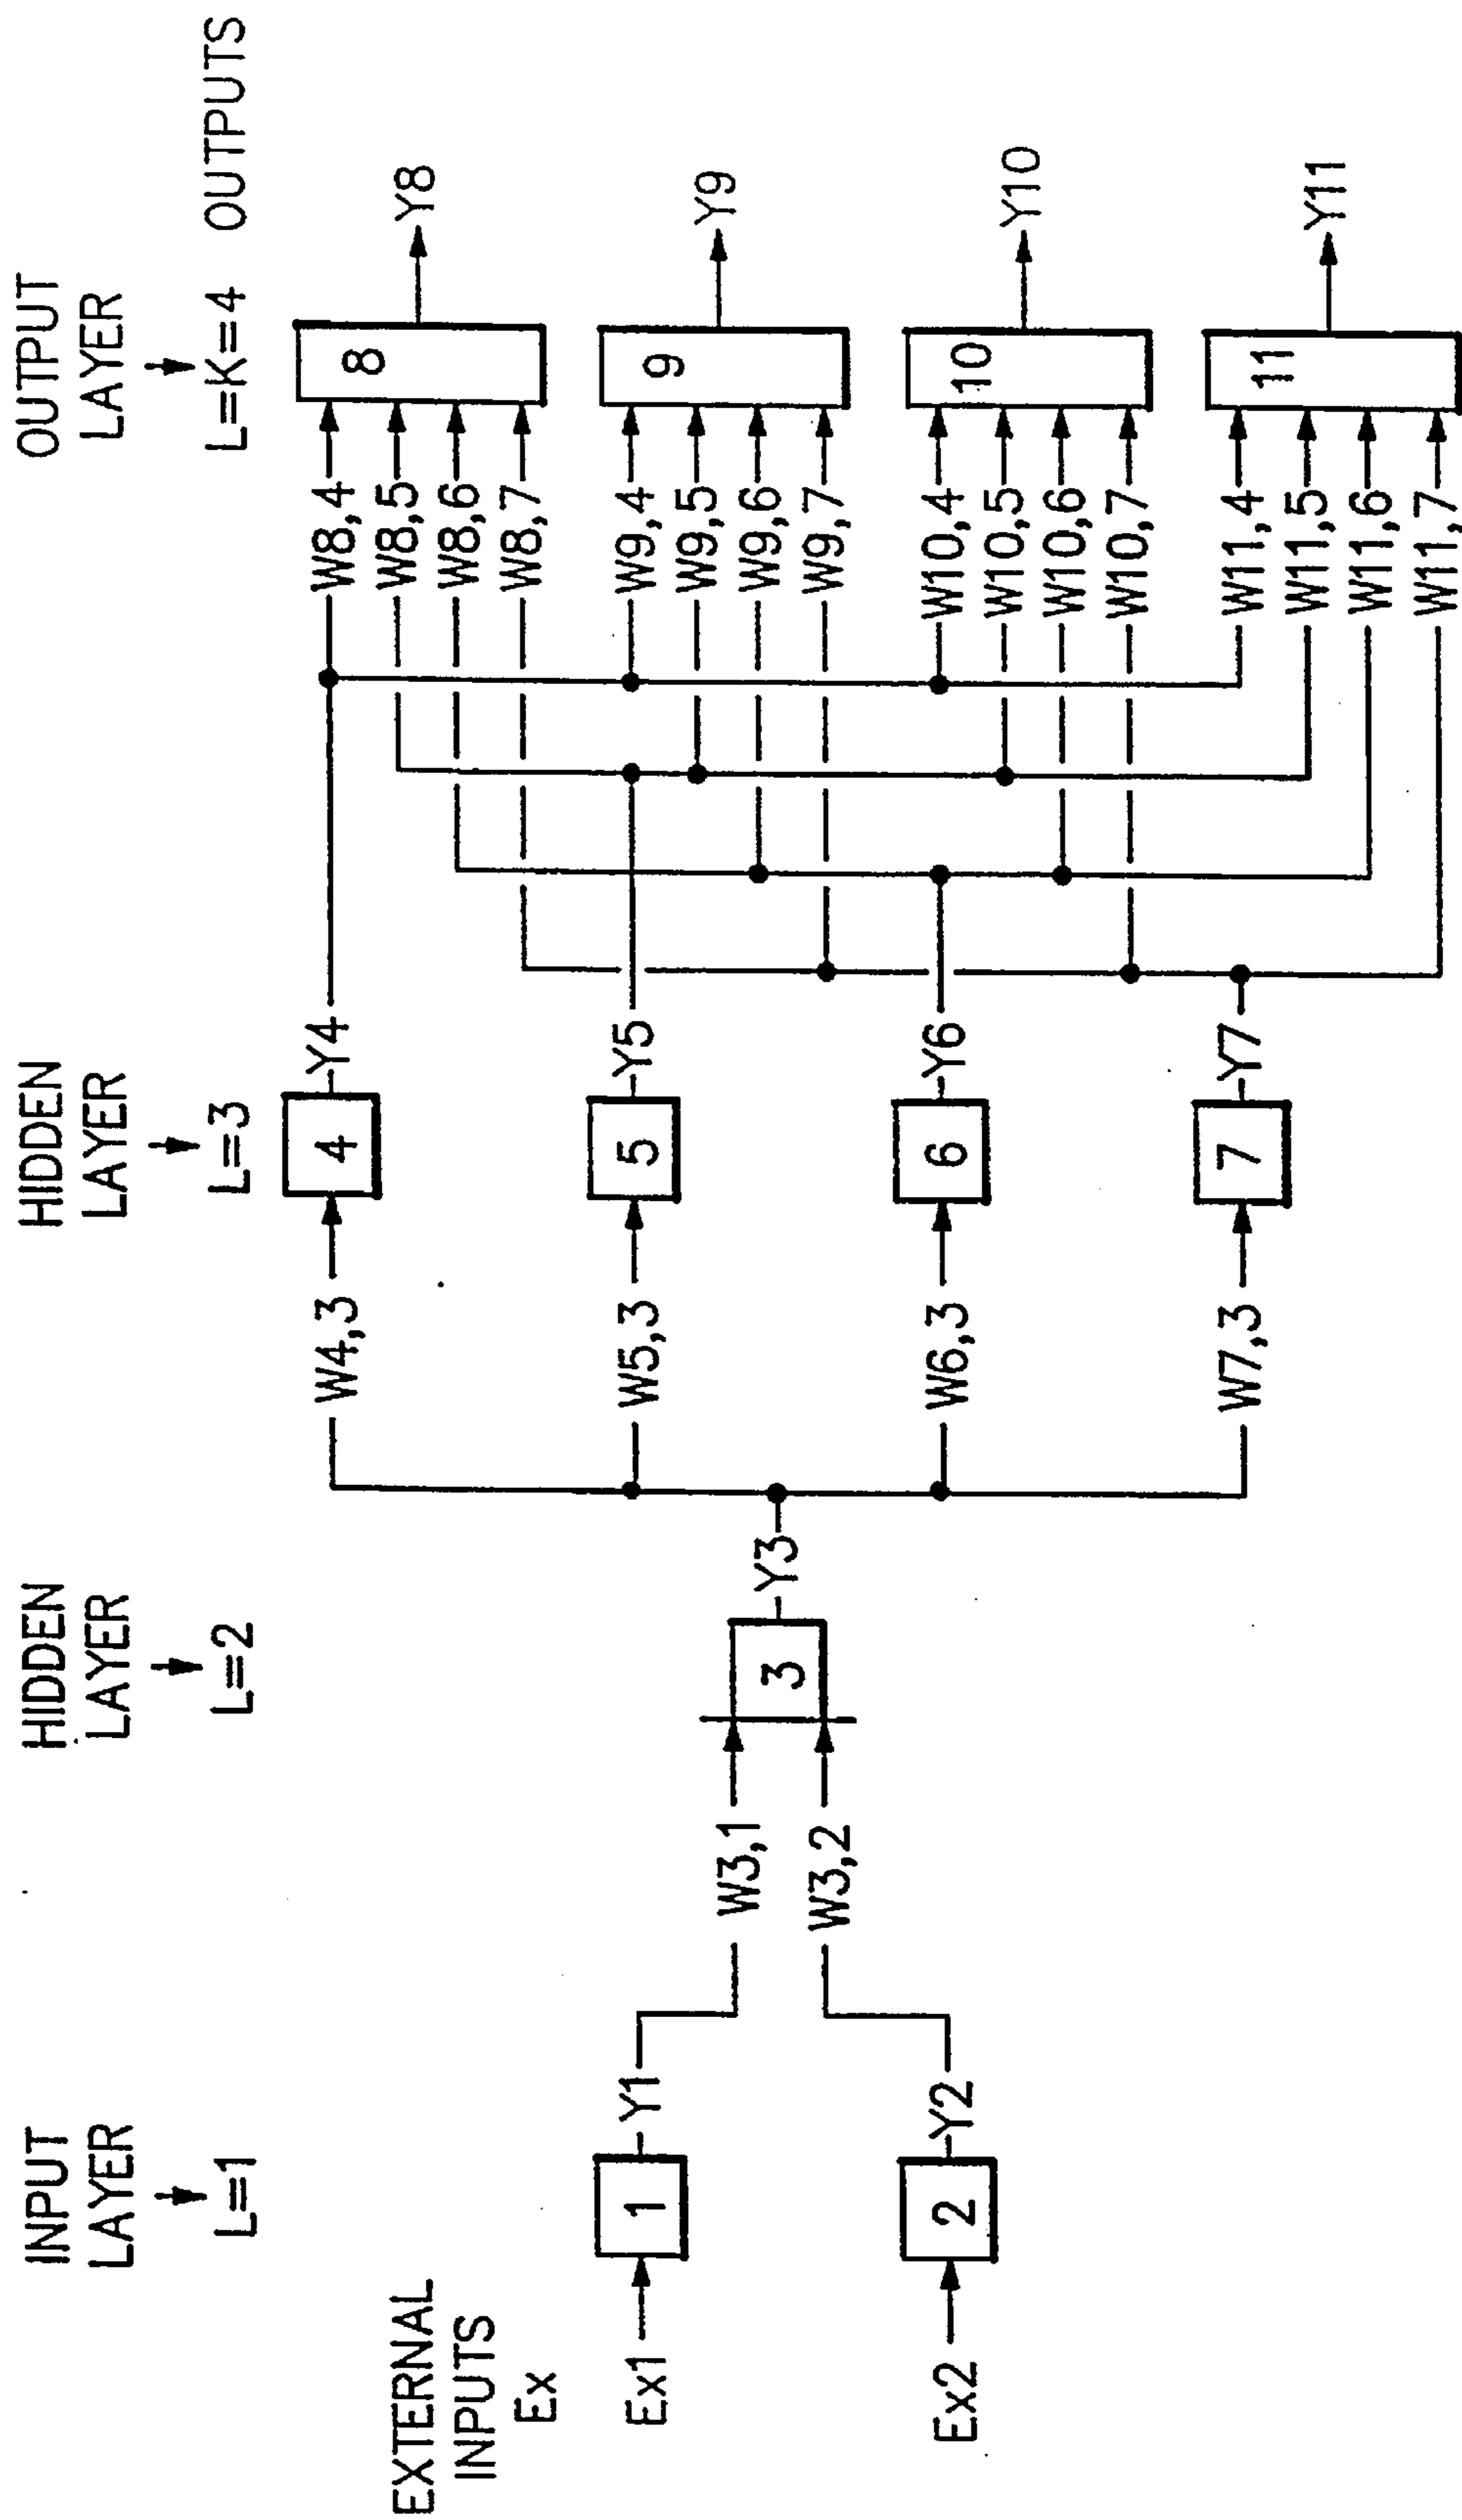 INPUT
LAYER
L=1
HIDDEN
LAYER
L=2
HIDDEN
LAYER
L=3
OUTPUT
LAYER
L=K=4
OUTPUTS
EXTERNAL
INPUTS
Ex
Ex1
1
Y1
Ex2
2
Y2
W3,1
W3,2
3
Y3
W4,3
4
Y4
W5,3
5
Y5
W6,3
6
Y6
W7,3
7
Y7
W8,4
W8,5
W8,6
W8,7
8
Y8
W9,4
W9,5
W9,6
W9,7
9
Y9
W10,4
W10,5
W10,6
W10,7
10
Y10
W11,4
W11,5
W11,6
W11,7
11
Y11